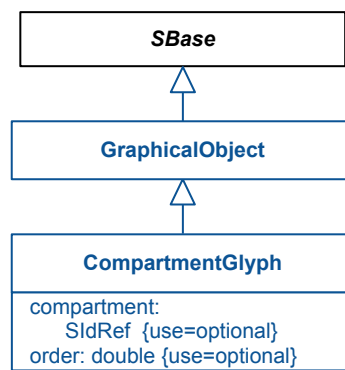 SBase
GraphicalObject
CompartmentGlyph
compartment:
SIdRef {use=optional}
order: double {use=optional}